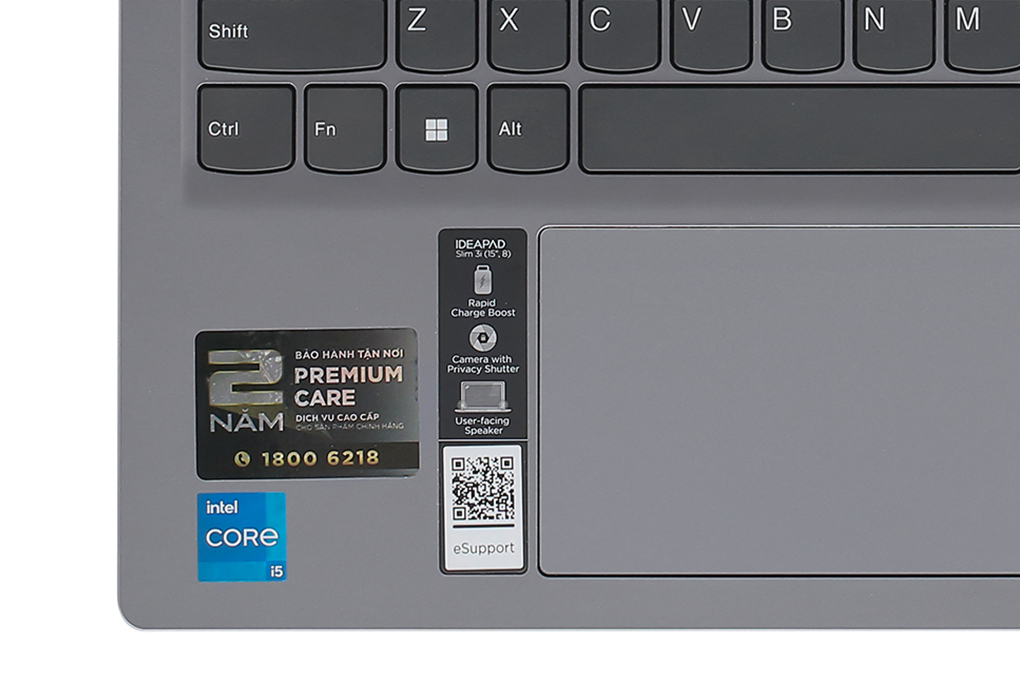 Shift
Z
X
C
V
B
N
M
Ctrl
Fn
Alt
IDEAPAD
Slim 3i (15", 8)
Rapid
Charge Boost
Camera with
Privacy Shutter
User-facing
Speaker
eSupport
2
NĂM
BẢO HÀNH TẬN NƠI
PREMIUM
CARE
DỊCH VỤ CAO CẤP
CHO SẢN PHẨM CHÍNH HÃNG
1800 6218
intel
CORE
i5